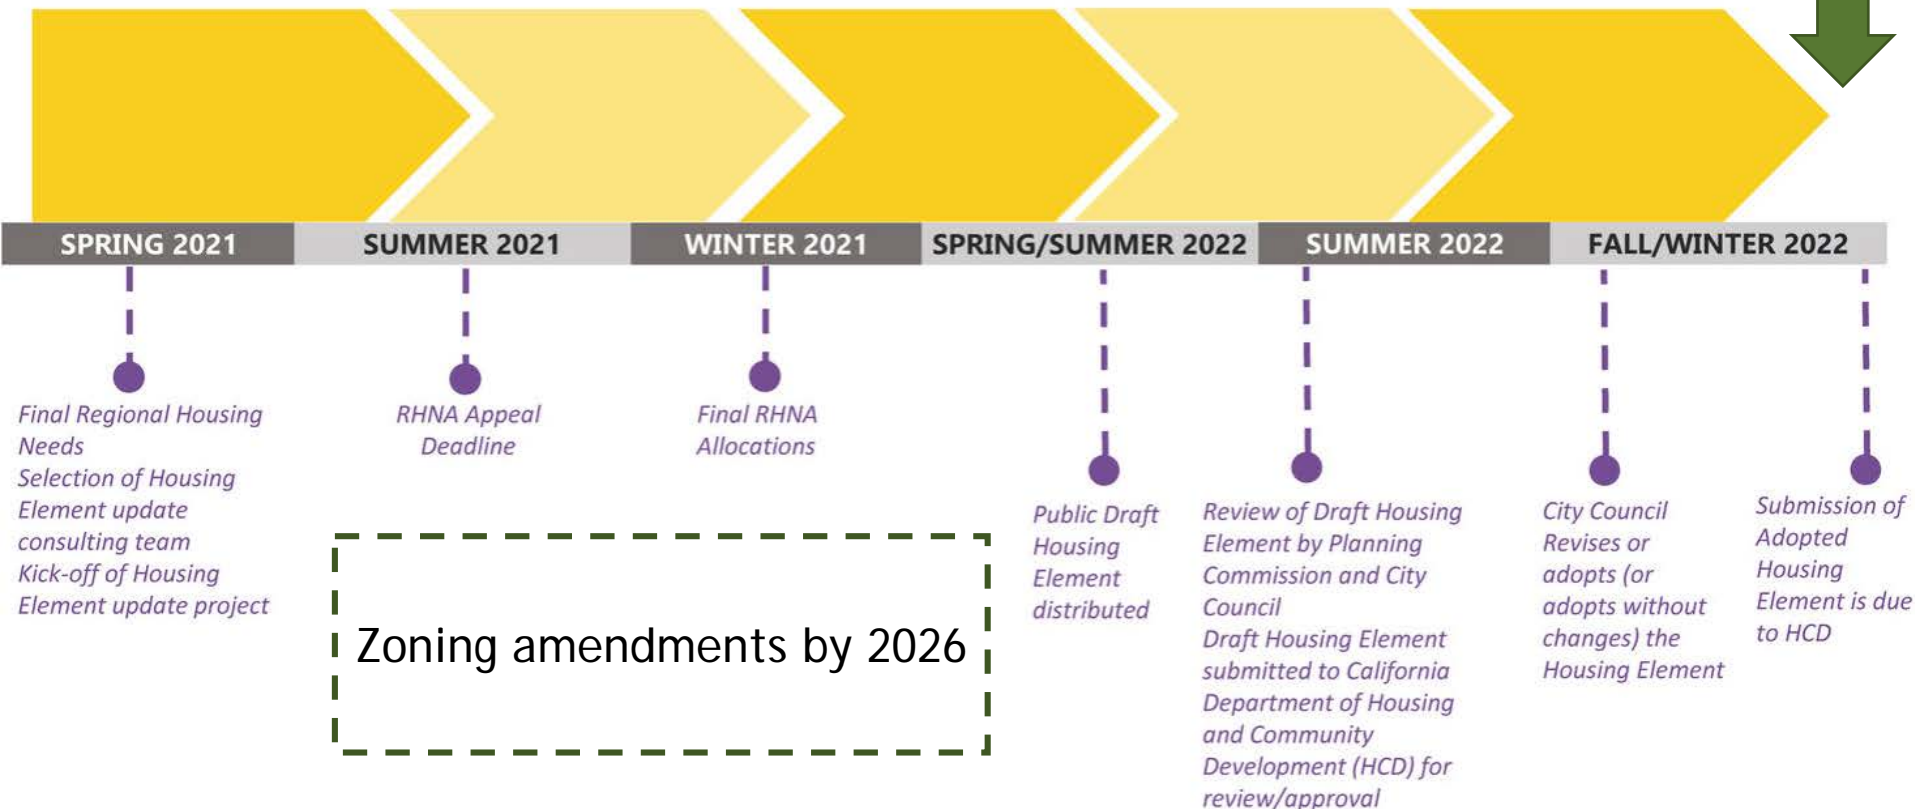 SPRING 2021
SUMMER 2021
WINTER 2021
SPRING/SUMMER 2022
SUMMER 2022
FALL/WINTER 2022
Final Regional Housing
Needs
Selection of Housing
Element update
consulting team
Kick-off of Housing
Element update project
RHNA Appeal
Deadline
Final RHNA
Allocations
Public Draft
Housing
Element
distributed
Review of Draft Housing
Element by Planning
Commission and City
Council
Draft Housing Element
submitted to California
Department of Housing
and Community
Development (HCD) for
review/approval
City Council
Revises or
adopts (or
adopts without
changes) the
Housing Element
Submission of
Adopted
Housing
Element is due
to HCD
Zoning amendments by 2026